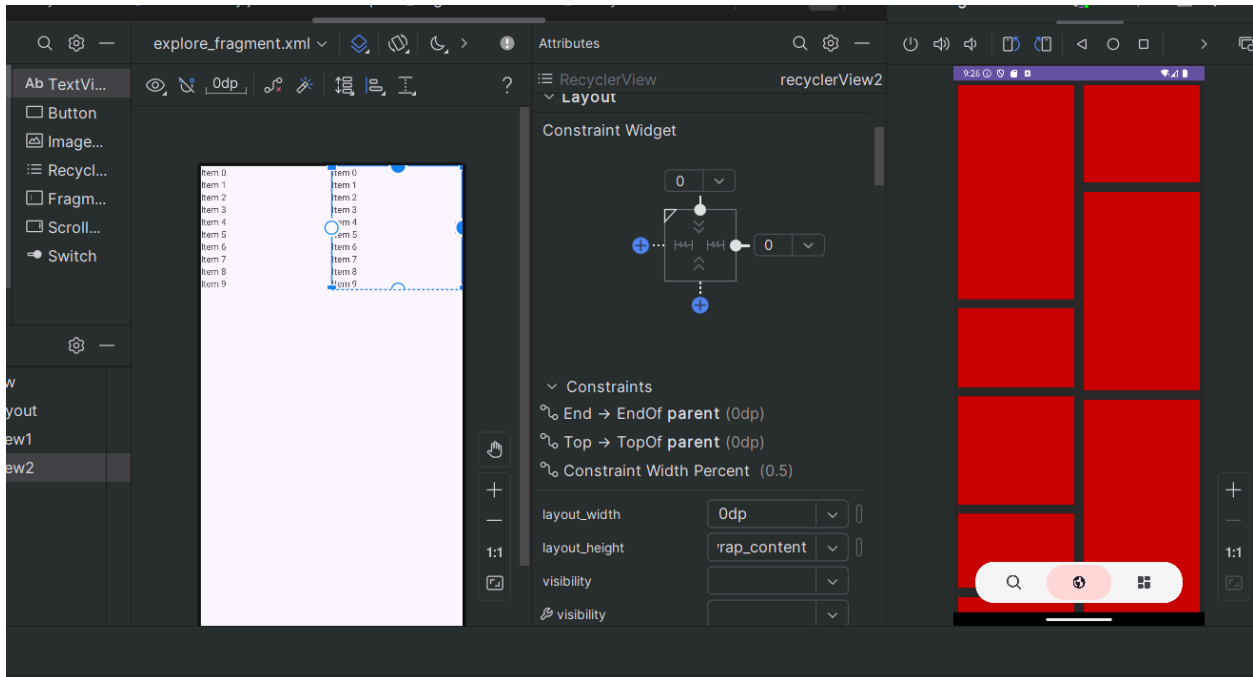 explore_fragment.xml
Attributes
Ab TextVi...
0dp
?
RecyclerView
recyclerView2
Layout
9:26
Button
Image...
Recycl...
Fragm...
Scroll...
Switch
Constraint Widget
0
0
Item 0
Item 1
Item 2
Item 3
Item 4
Item 5
Item 6
Item 7
Item 8
Item 9
Item 0
Item 1
Item 2
Item 3
em 4
Item 5
Item 6
Item 7
Item 8
Item 9
yout
ew1
ew2
1:1
Constraints
End → EndOf parent (0dp)
Top → TopOf parent (0dp)
Constraint Width Percent (0.5)
layout_width
0dp
layout_height
rap_content
visibility
visibility
1:1